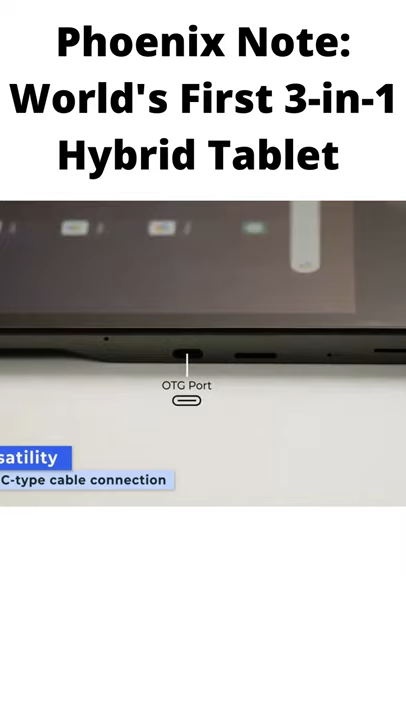 Phoenix Note:
World's First 3-in-1
Hybrid Tablet
OTG Port
satility
C-type cable connection